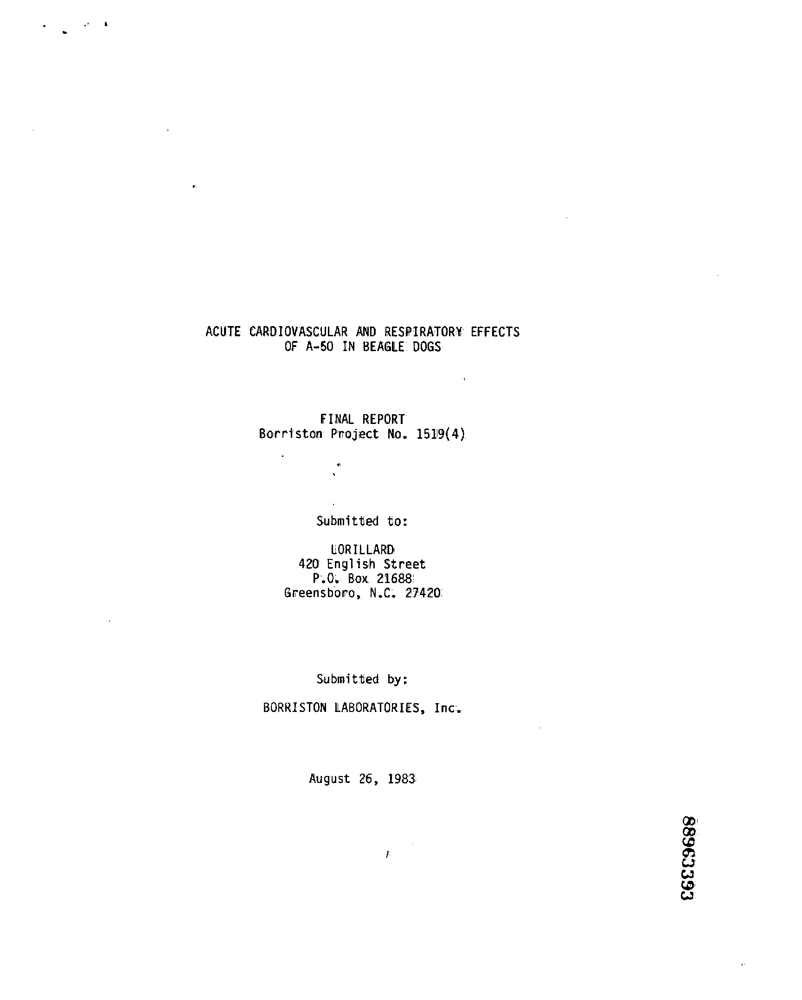 ACUTE CARDIOVASCULAR AND RESPIRATORY EFFECTS
OF A-50 IN BEAGLE DOGS
FINAL REPORT
Borriston Project No. 1519(4)
Submitted to:
LORILLARD
420 English Street
P.O. Box 21688
Greensboro, N.C. 27420
Submitted by:
BORRISTON LABORATORIES, Inc.
August 26, 1983
88963393